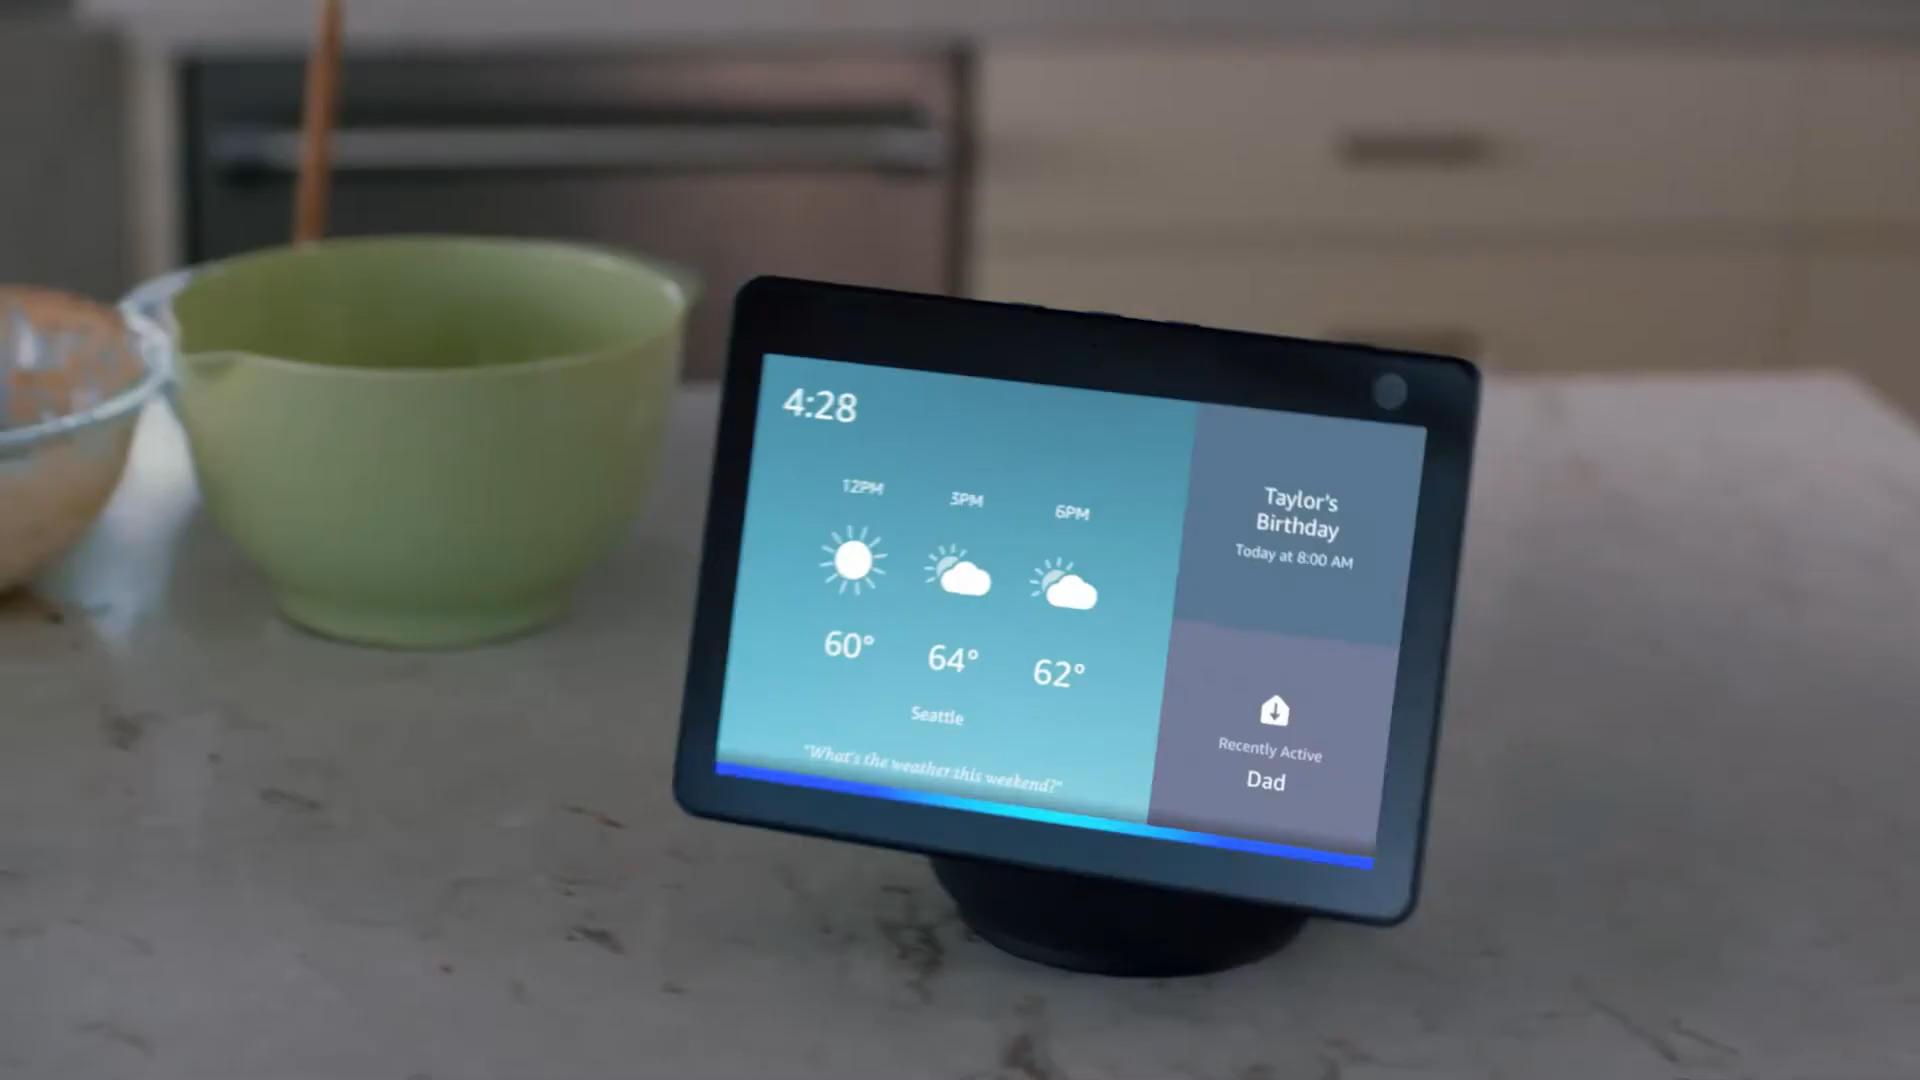 4:28
12PM 3PM 6PM
60° 64° 62°
Seattle
"What's the weather this weekend?"
Taylor's
Birthday
Today at 8:00 AM
Recently Active
Dad